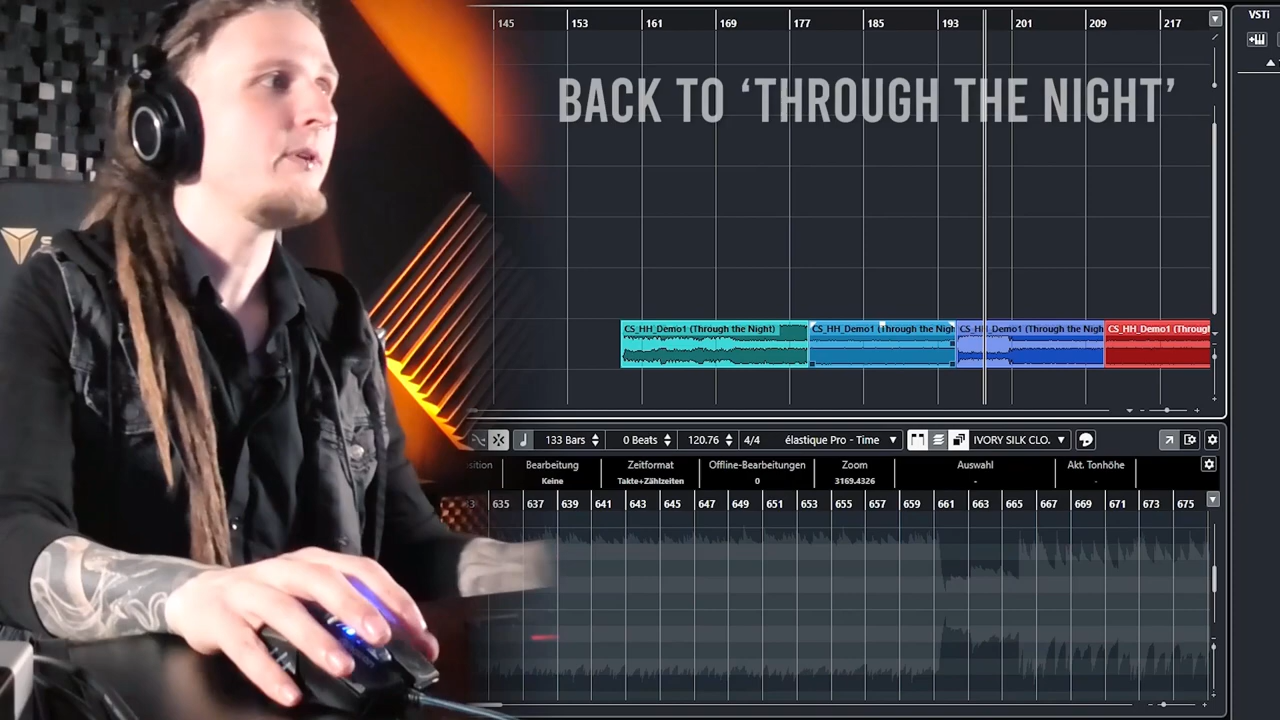 145 153 161 169 177 185 193 201 209 217
VSTi
BACK TO ‘THROUGH THE NIGHT’
CS_HH_Demo1 (Through the Night)
CS_HH_Demo1 (Through the Nigh
CS_HH_Demo1 (Through the Nigh
CS_HH_Demo1 (Throug
133 Bars 0 Beats 120.76 4/4 élastique Pro - Time IVORY SILK CLO.
sition Bearbeitung Zeitformat Offline-Bearbeitungen Zoom Auswahl Akt. Tonhöhe
Keine Takte+Zählzeiten 0 3169.4326 - -
635 637 639 641 643 645 647 649 651 653 655 657 659 661 663 665 667 669 671 673 675